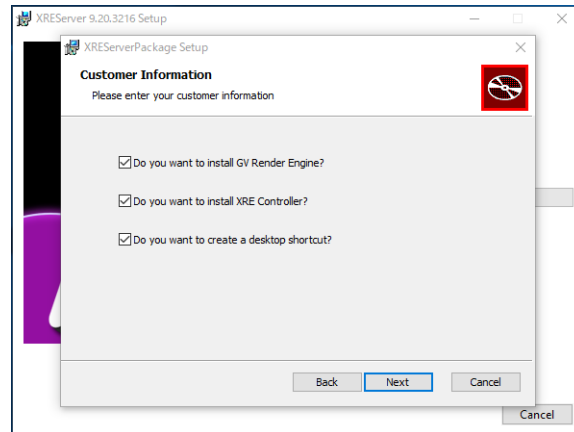 XREServer 9.20.3216 Setup
XREServerPackage Setup
Customer Information
Please enter your customer information
Do you want to install GV Render Engine?
Do you want to install XRE Controller?
Do you want to create a desktop shortcut?
Back Next Cancel
Cancel